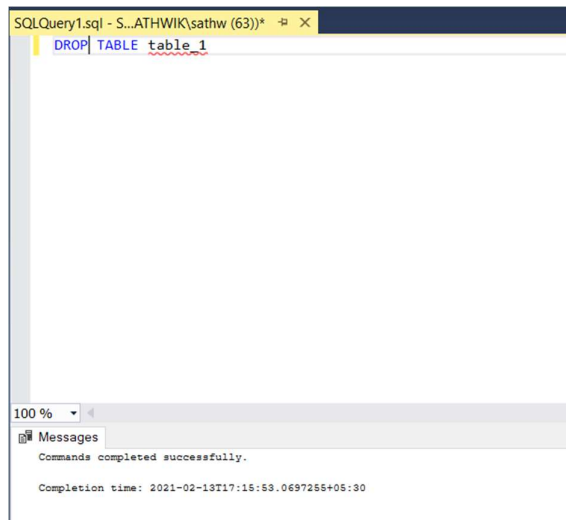 SQLQuery1.sql - S...ATHWIK\sathw (63))*
DROP TABLE table_1
100 %
Messages
Commands completed successfully.
Completion time: 2021-02-13T17:15:53.0697255+05:30